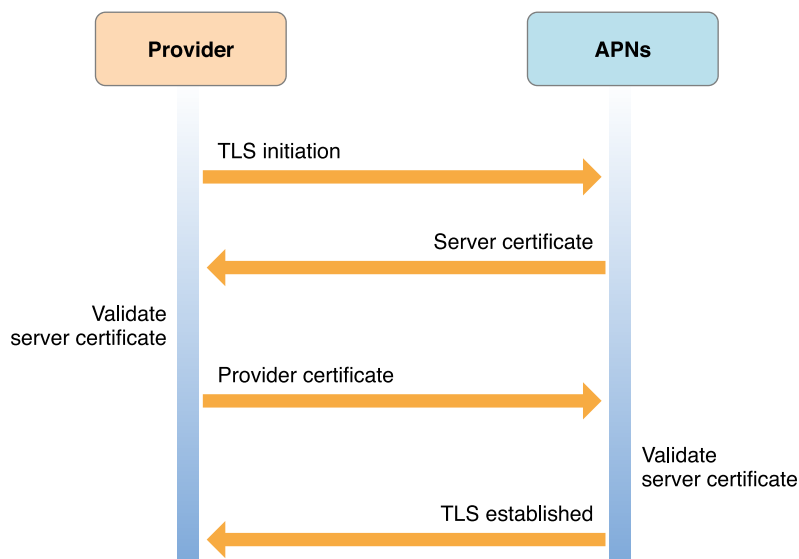 Provider
APNs
TLS initiation
Server certificate
Validate
server certificate
Provider certificate
Validate
server certificate
TLS established